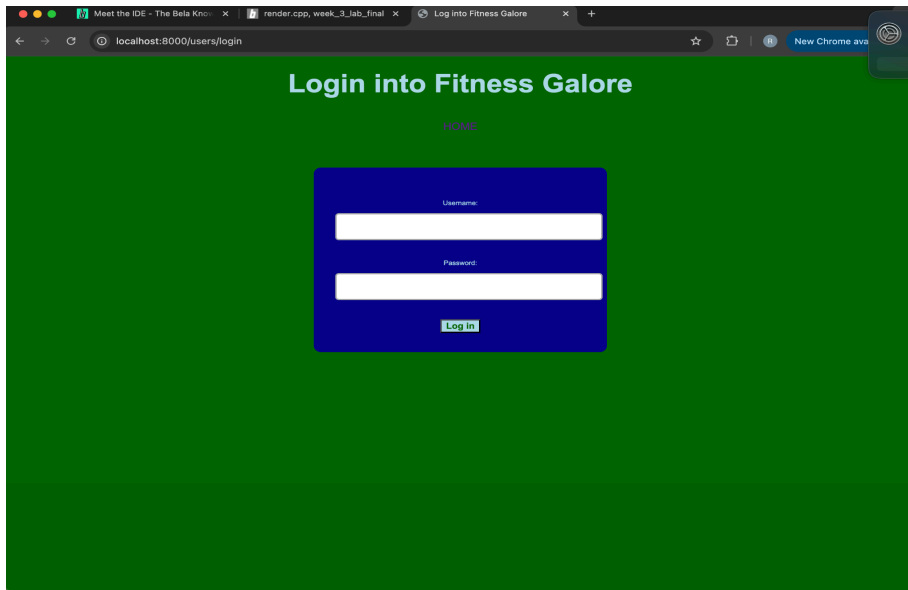 Meet the IDE - The Bela Know
render.cpp, week_3_lab_final
Log into Fitness Galore
localhost:8000/users/login
R
New Chrome ava
Login into Fitness Galore
Username:
Password:
Log in